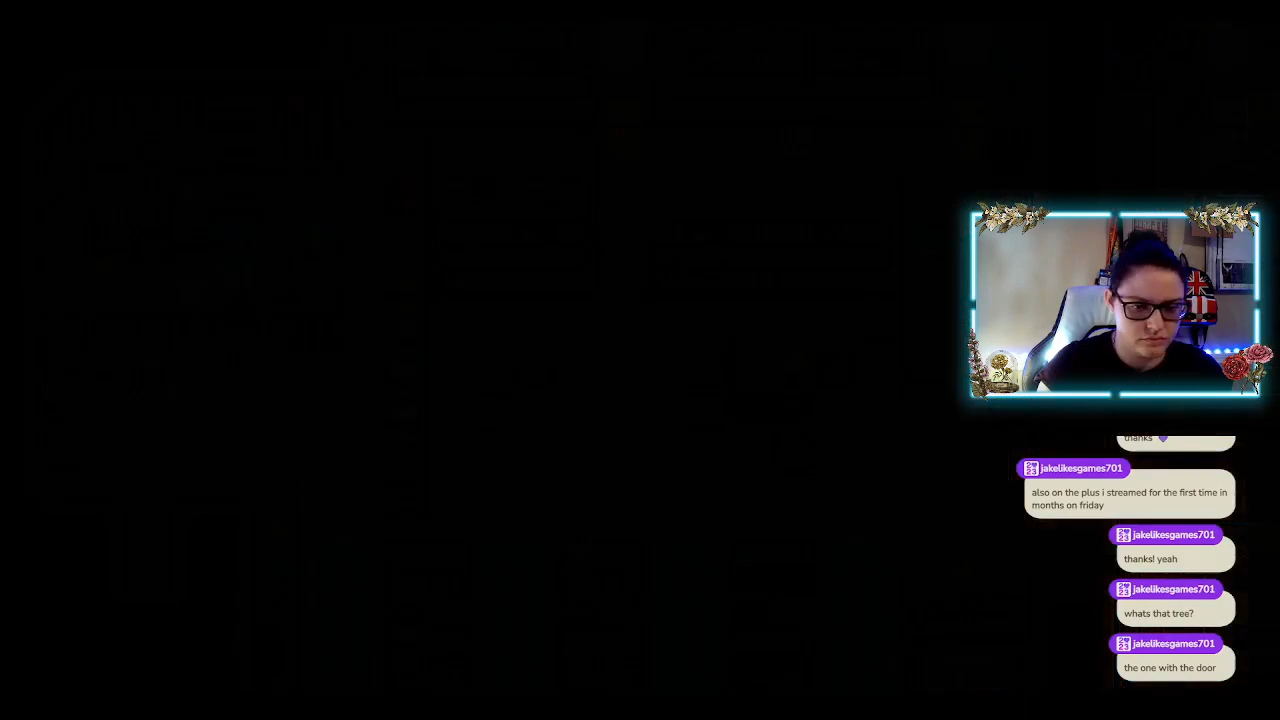 thanks 💜
jakelikesgames701
also on the plus i streamed for the first time in
months on friday
jakelikesgames701
thanks! yeah
jakelikesgames701
whats that tree?
jakelikesgames701
the one with the door